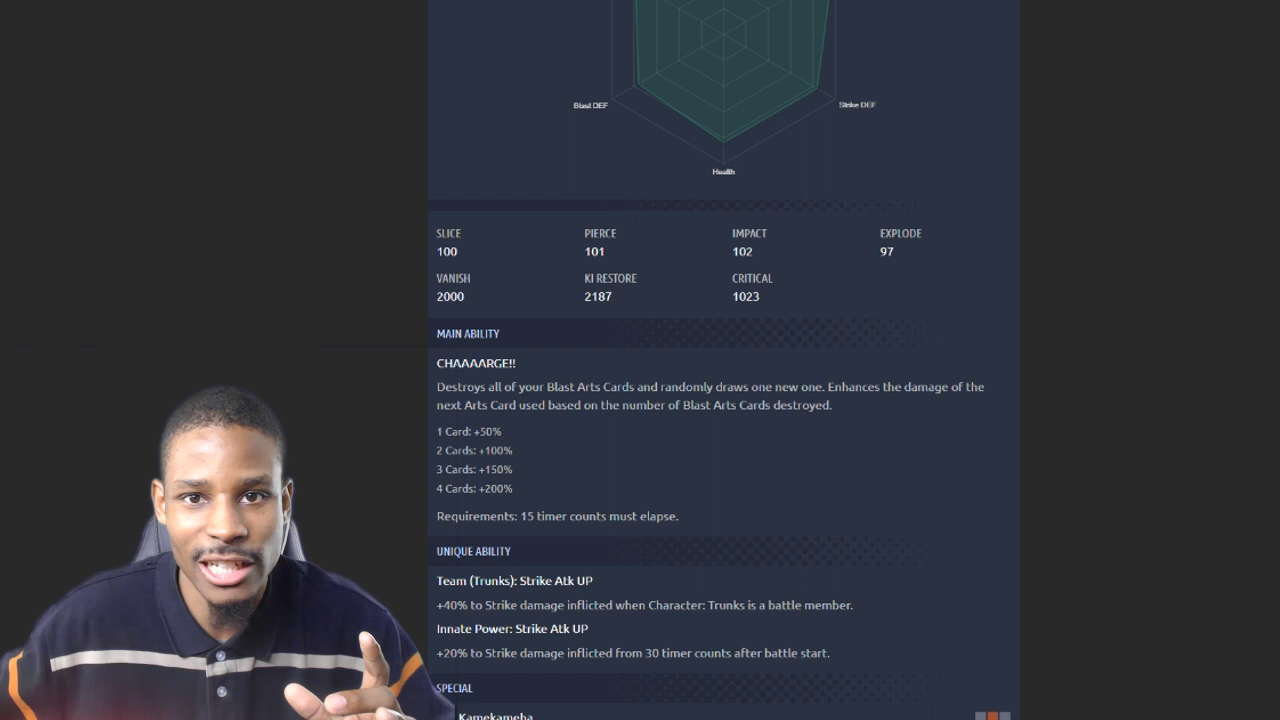 Blast DEF
Strike DEF
Health
SLICE PIERCE IMPACT EXPLODE
100 101 102 97
VANISH KI RESTORE CRITICAL
2000 2187 1023
MAIN ABILITY
CHAAAARGE!!
Destroys all of your Blast Arts Cards and randomly draws one new one. Enhances the damage of the
next Arts Card used based on the number of Blast Arts Cards destroyed.
1 Card: +50%
2 Cards: +100%
3 Cards: +150%
4 Cards: +200%
Requirements: 15 timer counts must elapse.
UNIQUE ABILITY
Team (Trunks): Strike Atk UP
+40% to Strike damage inflicted when Character: Trunks is a battle member.
Innate Power: Strike Atk UP
+20% to Strike damage inflicted from 30 timer counts after battle start.
SPECIAL
Kamekameha